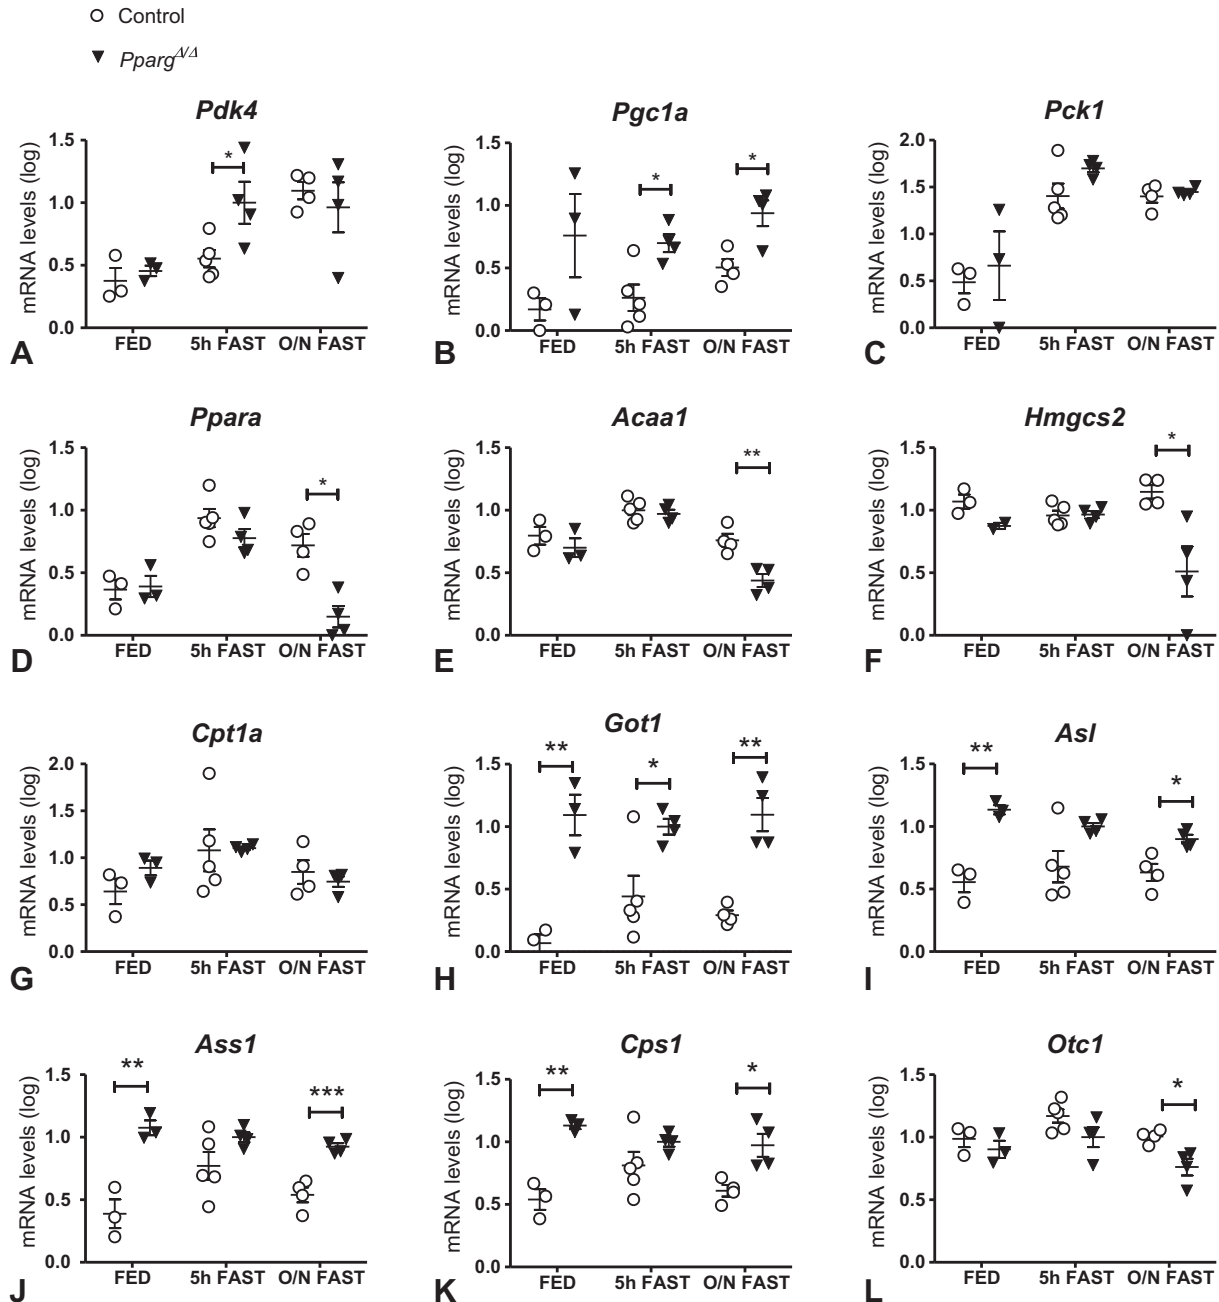 Control
Pparg^Δ/Δ
Pdk4
Pgc1a
Pck1
mRNA levels (log)
1.5
1.0
0.5
0.0
*
FED
5h FAST
O/N FAST
A
mRNA levels (log)
1.5
1.0
0.5
0.0
*
*
FED
5h FAST
O/N FAST
B
mRNA levels (log)
2.0
1.5
1.0
0.5
0.0
FED
5h FAST
O/N FAST
C
Ppara
Acaa1
Hmgcs2
mRNA levels (log)
1.5
1.0
0.5
0.0
*
FED
5h FAST
O/N FAST
D
mRNA levels (log)
1.5
1.0
0.5
0.0
**
FED
5h FAST
O/N FAST
E
mRNA levels (log)
1.5
1.0
0.5
0.0
*
FED
5h FAST
O/N FAST
F
Cpt1a
Got1
Asl
mRNA levels (log)
2.0
1.5
1.0
0.5
0.0
FED
5h FAST
O/N FAST
G
mRNA levels (log)
1.5
1.0
0.5
0.0
**
*
**
FED
5h FAST
O/N FAST
H
mRNA levels (log)
1.5
1.0
0.5
0.0
**
*
FED
5h FAST
O/N FAST
I
Ass1
Cps1
Otc1
mRNA levels (log)
1.5
1.0
0.5
0.0
**
***
FED
5h FAST
O/N FAST
J
mRNA levels (log)
1.5
1.0
0.5
0.0
**
*
FED
5h FAST
O/N FAST
K
mRNA levels (log)
1.5
1.0
0.5
0.0
*
FED
5h FAST
O/N FAST
L